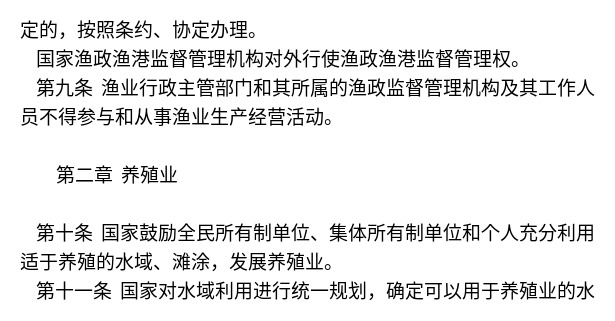 定的，按照条约、协定办理。
国家渔政渔港监督管理机构对外行使渔政渔港监督管理权。
第九条 渔业行政主管部门和其所属的渔政监督管理机构及其工作人
员不得参与和从事渔业生产经营活动。
第二章 养殖业
第十条 国家鼓励全民所有制单位、集体所有制单位和个人充分利用
适于养殖的水域、滩涂，发展养殖业。
第十一条 国家对水域利用进行统一规划，确定可以用于养殖业的水